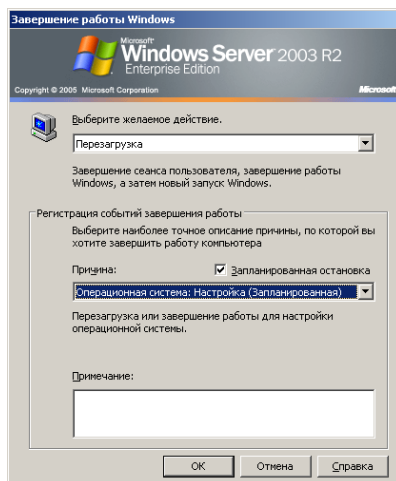 Завершение работы Windows
Microsoft
Windows Server 2003 R2
Enterprise Edition
Copyright © 2005 Microsoft Corporation
Microsoft
Выберите желаемое действие.
Перезагрузка
Завершение сеанса пользователя, завершение работы
Windows, а затем новый запуск Windows.
Регистрация событий завершения работы
Выберите наиболее точное описание причины, по которой вы
хотите завершить работу компьютера
Причина:
Запланированная остановка
Операционная система: Настройка (Запланированная)
Перезагрузка или завершение работы для настройки
операционной системы.
Примечание:
ОК
Отмена
Справка